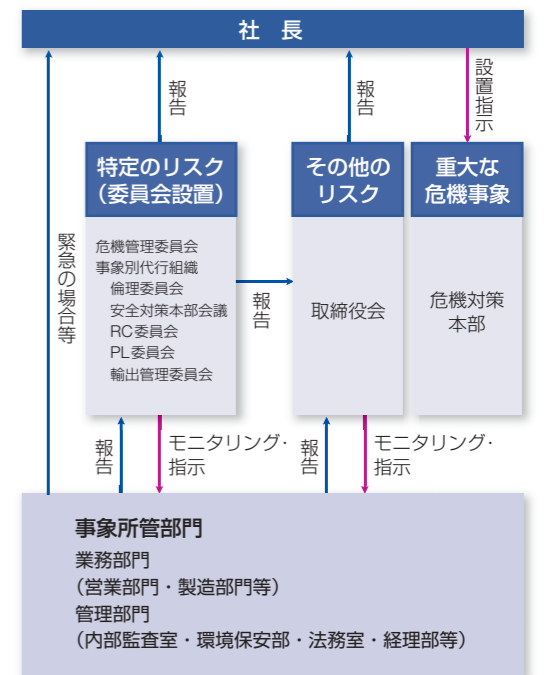 社 長
報告
報告
設置指示
特定のリスク
（委員会設置）
その他の
リスク
重大な
危機事象
緊急の場合等
危機管理委員会
事象別代行組織
倫理委員会
安全対策本部会議
RC委員会
PL委員会
輸出管理委員会
報告
取締役会
危機対策
本部
報告
モニタリング・
指示
報告
モニタリング・
指示
事象所管部門
業務部門
（営業部門・製造部門等）
管理部門
（内部監査室・環境保安部・法務室・経理部等）